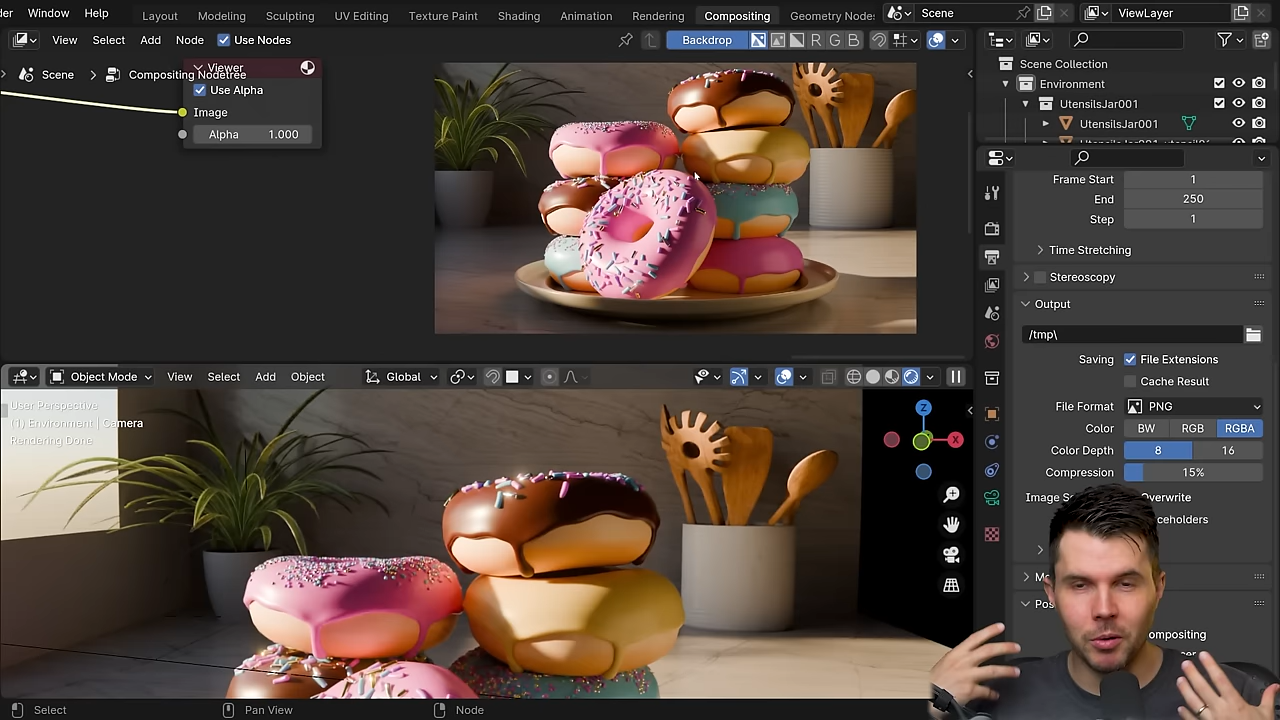 der Window Help Layout Modeling Sculpting UV Editing Texture Paint Shading Animation Rendering Compositing Geometry Node Scene ViewLayer
View Select Add Node Use Nodes Backdrop R G B
Scene Compositing Nodetree
Viewer
Use Alpha
Image
Alpha 1.000
Scene Collection
Environment
UtensilsJar001
UtensilsJar001
Frame Start 1
End 250
Step 1
Time Stretching
Stereoscopy
Output
/tmp\
Saving File Extensions
Cache Result
File Format PNG
Color BW RGB RGBA
Color Depth 8 16
Compression 15%
Image S Overwrite
ceholders
M
Pos
ompositing
Object Mode View Select Add Object Global
User Perspective
(1) Environment | Camera
Rendering Done
Z
X
Select Pan View Node